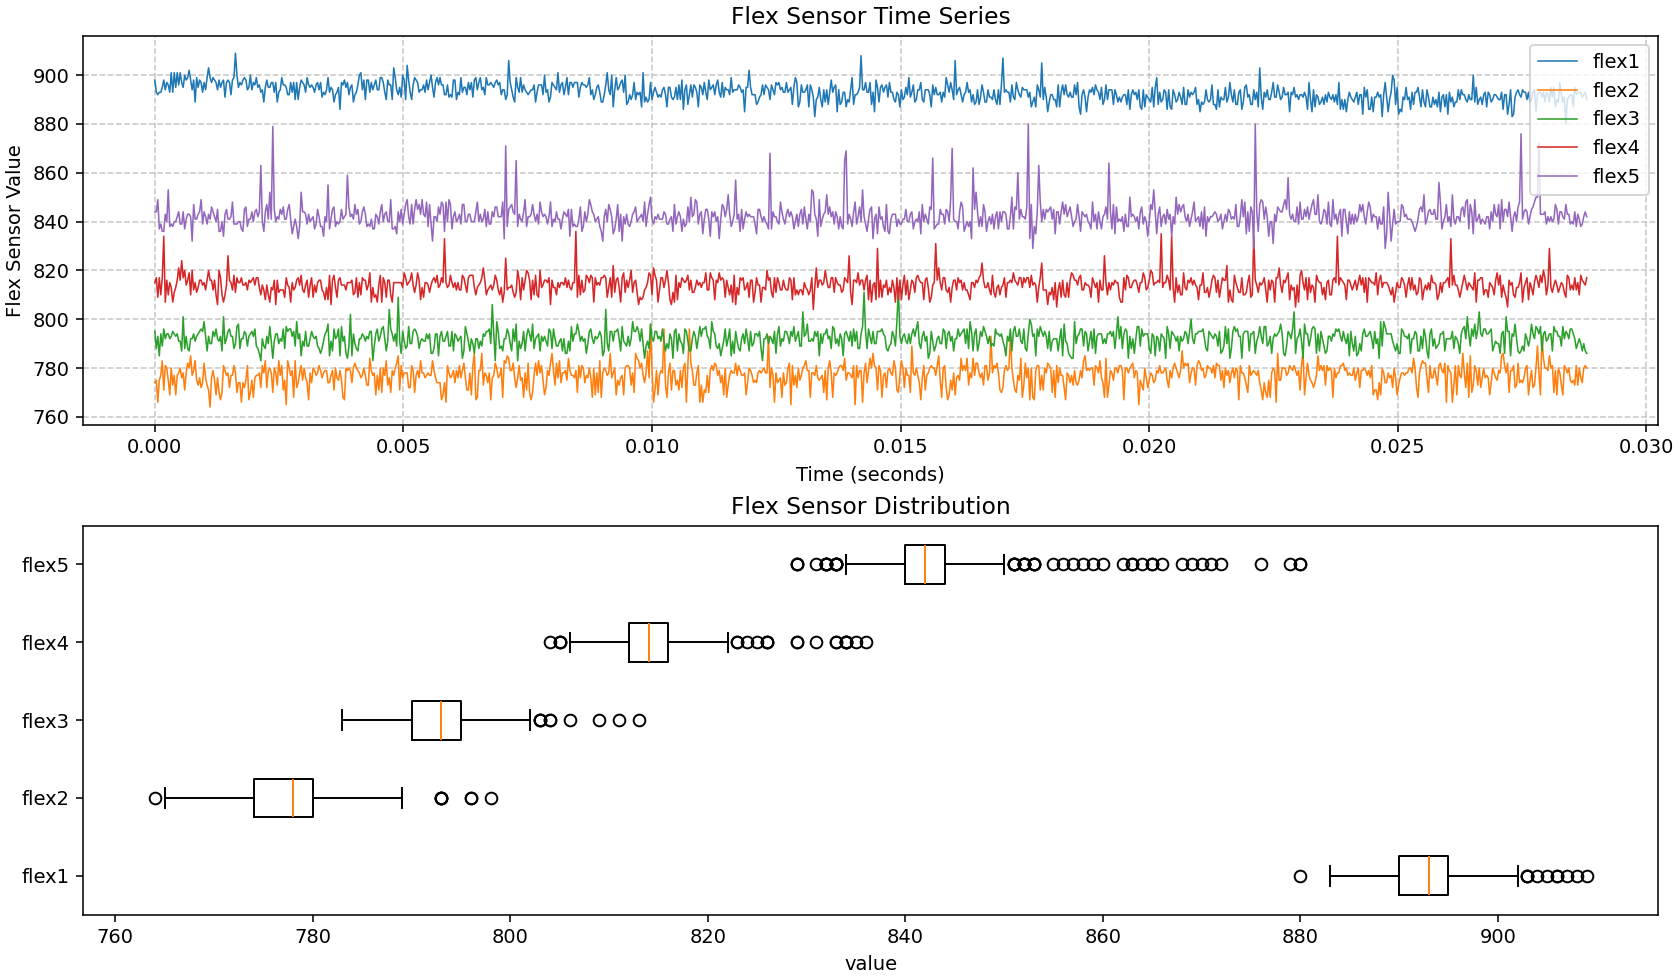 Flex Sensor Time Series
Flex Sensor Value
900
880
860
840
820
800
780
760
flex1
flex2
flex3
flex4
flex5
0.000 0.005 0.010 0.015 0.020 0.025 0.030
Time (seconds)
Flex Sensor Distribution
flex5
flex4
flex3
flex2
flex1
760 780 800 820 840 860 880 900
value